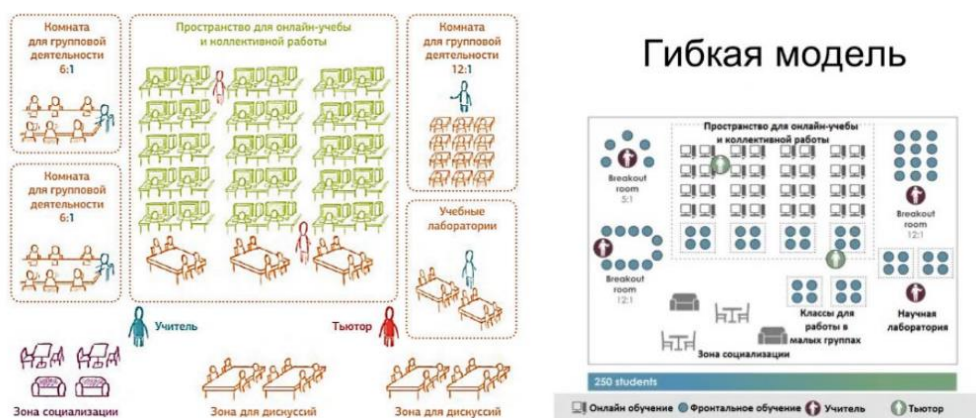 Комната
для групповой
деятельности
6:1
Пространство для онлайн-учебы
и коллективной работы
Комната
для групповой
деятельности
12:1
Комната
для групповой
деятельности
6:1
Учебные
лаборатории
Учитель
Тьютор
Зона социализации
Зона для дискуссий
Зона для дискуссий
Гибкая модель
Пространство для онлайн-учебы
и коллективной работы
Breakout
room
5:1
Breakout
room
12:1
Breakout
room
12:1
Классы для
работы в
малых группах
Научная
лаборатория
Зона социализации
250 students
Онлайн обучение
Фронтальное обучение
Учитель
Тьютор